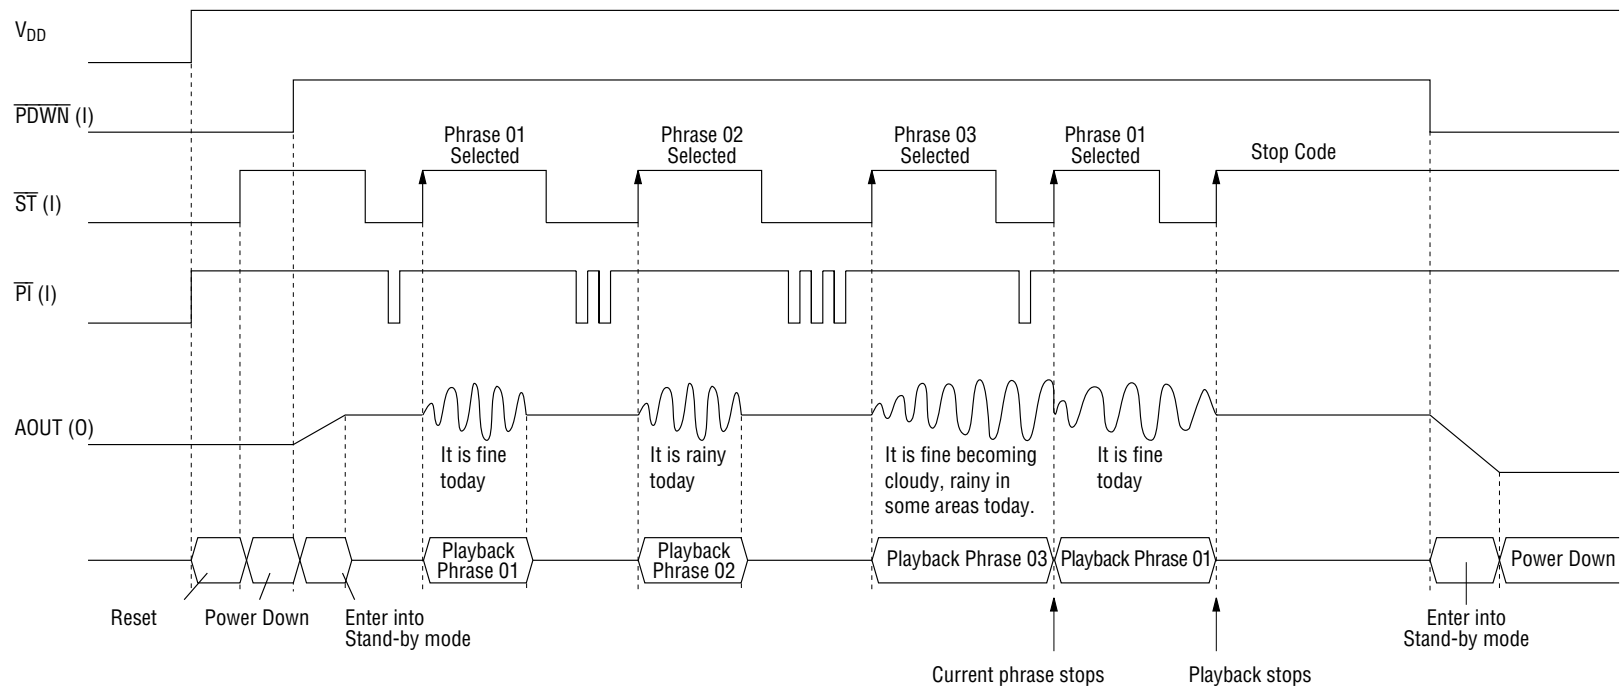 VDD
PDWN (I)
Phrase 01
Selected
Phrase 02
Selected
Phrase 03
Selected
Phrase 01
Selected
Stop Code
ST (I)
PI (I)
AOUT (O)
It is fine
today
It is rainy
today
It is fine becoming
cloudy, rainy in
some areas today.
It is fine
today
Playback
Phrase 01
Playback
Phrase 02
Playback Phrase 03
Playback Phrase 01
Power Down
Reset
Power Down
Enter into
Stand-by mode
Enter into
Stand-by mode
Current phrase stops
Playback stops